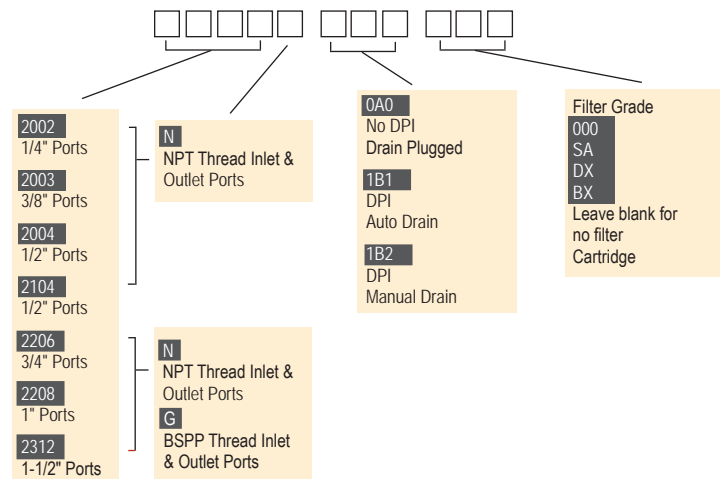 2002
1/4" Ports
2003
3/8" Ports
2004
1/2" Ports
2104
1/2" Ports
2206
3/4" Ports
2208
1" Ports
2312
1-1/2" Ports
N
NPT Thread Inlet &
Outlet Ports
N
NPT Thread Inlet &
Outlet Ports
G
BSPP Thread Inlet
& Outlet Ports
0A0
No DPI
Drain Plugged
1B1
DPI
Auto Drain
1B2
DPI
Manual Drain
Filter Grade
000
SA
DX
BX
Leave blank for
no filter
Cartridge